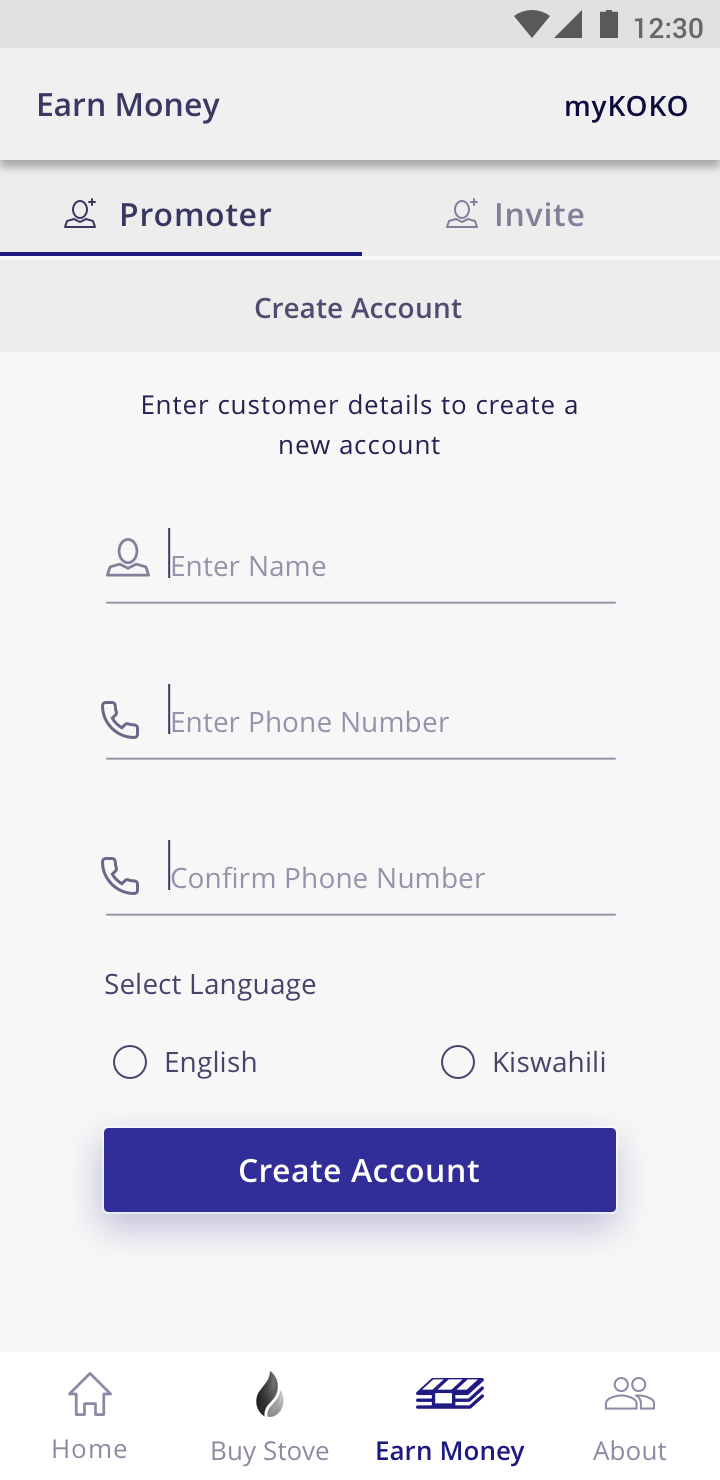 12:30
Earn Money
myKOKO
Promoter
Invite
Create Account
Enter customer details to create a
new account
Enter Name
Enter Phone Number
Confirm Phone Number
Select Language
English
Kiswahili
Create Account
Home
Buy Stove
Earn Money
About